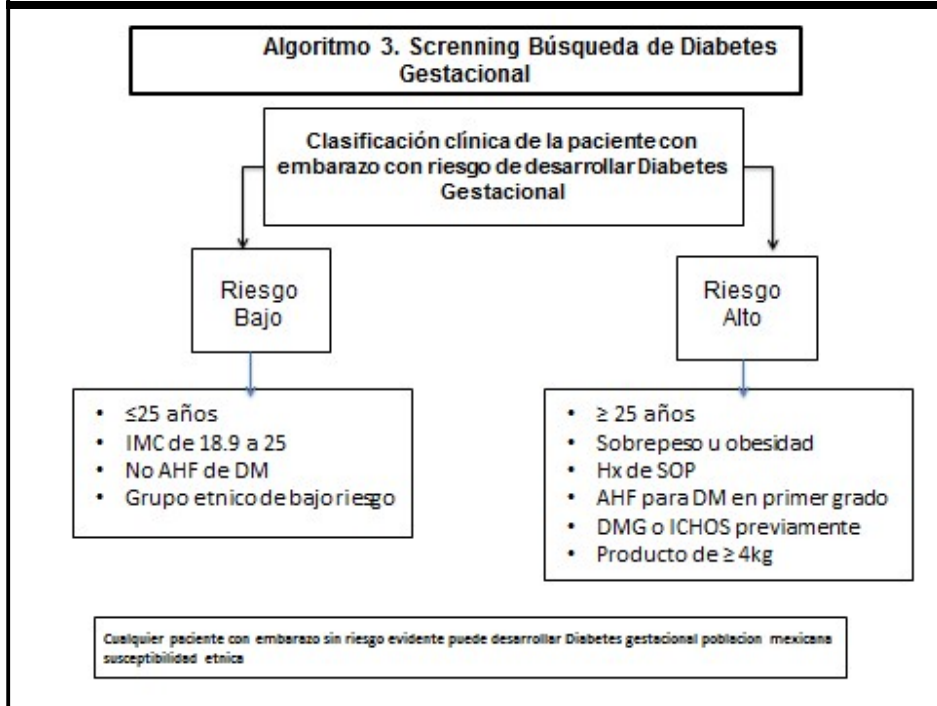 Algoritmo 3. Screnning Búsqueda de Diabetes
Gestacional
Clasificación clínica de la paciente con
embarazo con riesgo de desarrollar Diabetes
Gestacional
Riesgo
Bajo
Riesgo
Alto
• ≤25 años
• IMC de 18.9 a 25
• No AHF de DM
• Grupo etnico de bajo riesgo
• ≥ 25 años
• Sobrepeso u obesidad
• Hx de SOP
• AHF para DM en primer grado
• DMG o ICHOS previamente
• Producto de ≥ 4kg
Cualquier paciente con embarazo sin riesgo evidente puede desarrollar Diabetes gestacional poblacion mexicana
susceptibilidad etnica